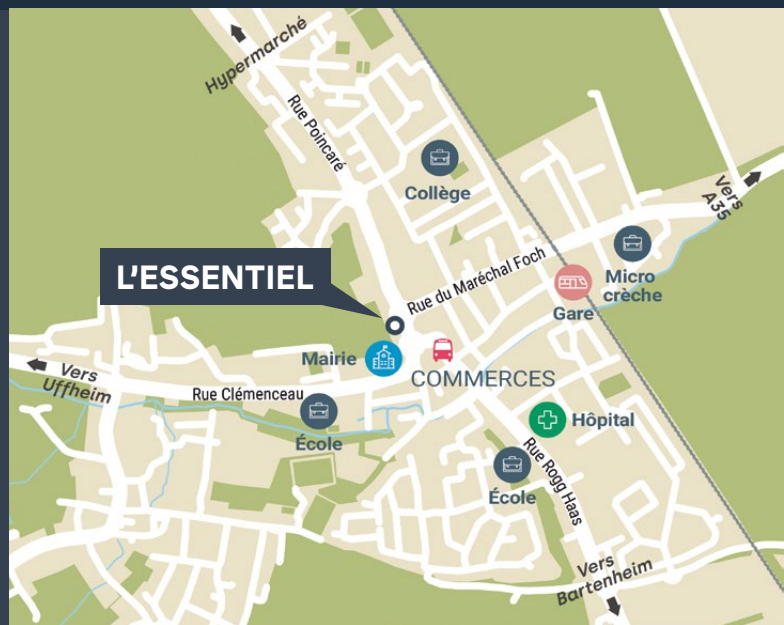 Hypermarché
Rue Poincaré
Collège
Vers
A35
L'ESSENTIEL
Rue du Maréchal Foch
Micro
crèche
Gare
Mairie
COMMERCES
Vers
Uffheim
Rue Clémenceau
École
Hôpital
École
Rue Rogg Haas
Vers
Bartenheim